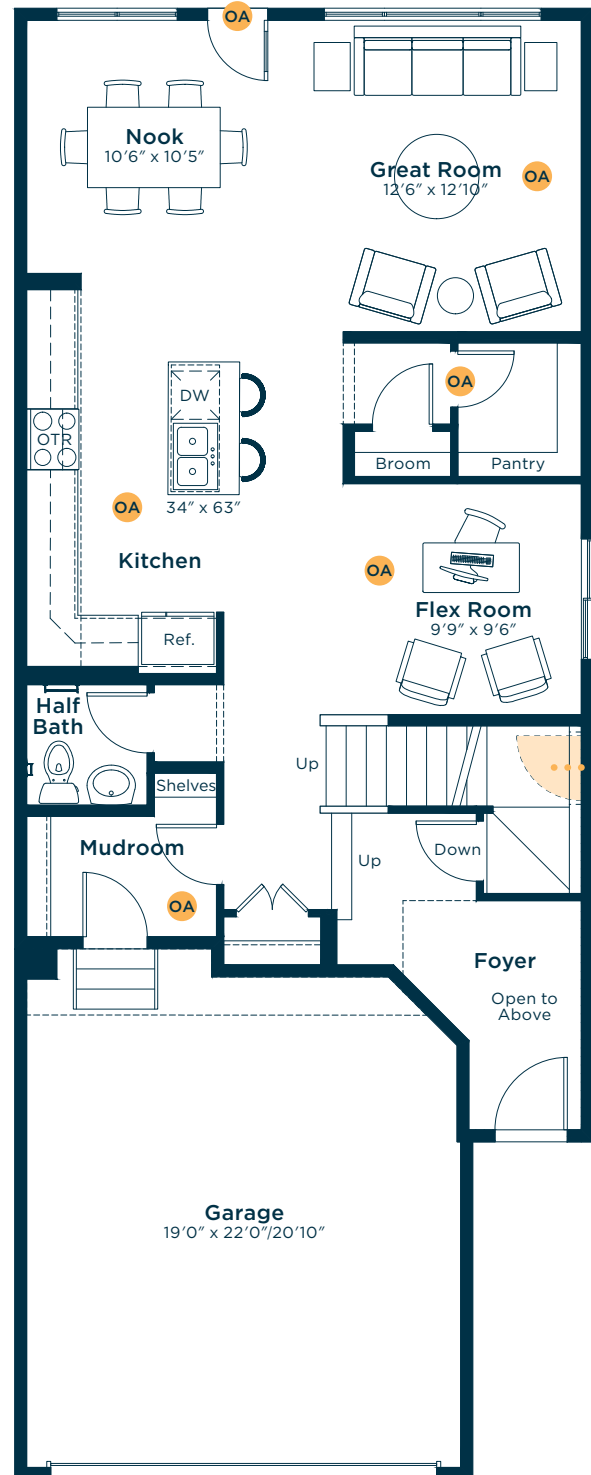 OA
Nook
10′6″ x 10′5″
Great Room
12′6″ x 12′10″
OA
DW
OA
OTR
Broom
Pantry
OA
34″ x 63″
Kitchen
OA
Flex Room
9′9″ x 9′6″
Ref.
Half
Bath
Up
Shelves
Mudroom
Up
Down
OA
Foyer
Open to
Above
Garage
19′0″ x 22′0″/20′10″